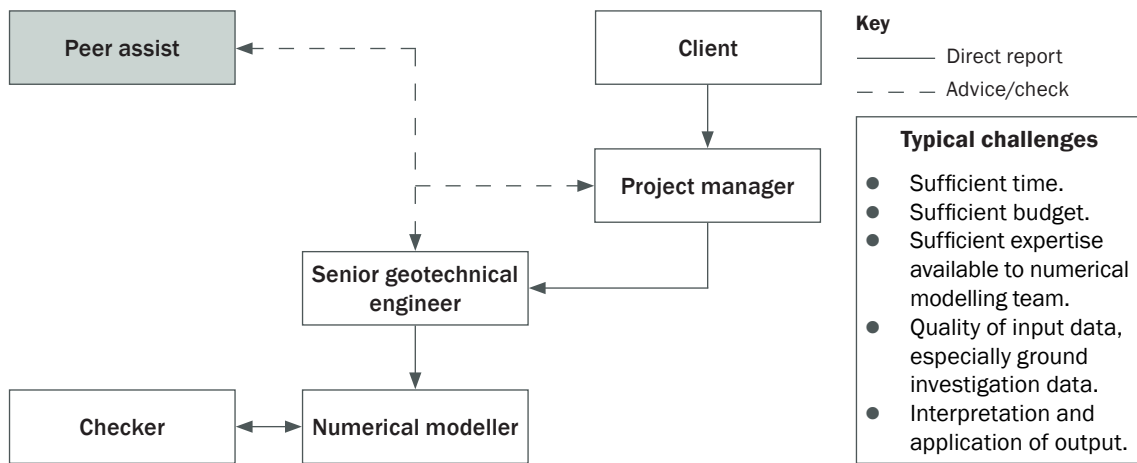 Peer assist
Client
Project manager
Senior geotechnical
engineer
Checker
Numerical modeller
Key
Direct report
Advice/check
Typical challenges
● Sufficient time.
● Sufficient budget.
● Sufficient expertise
available to numerical
modelling team.
● Quality of input data,
especially ground
investigation data.
● Interpretation and
application of output.